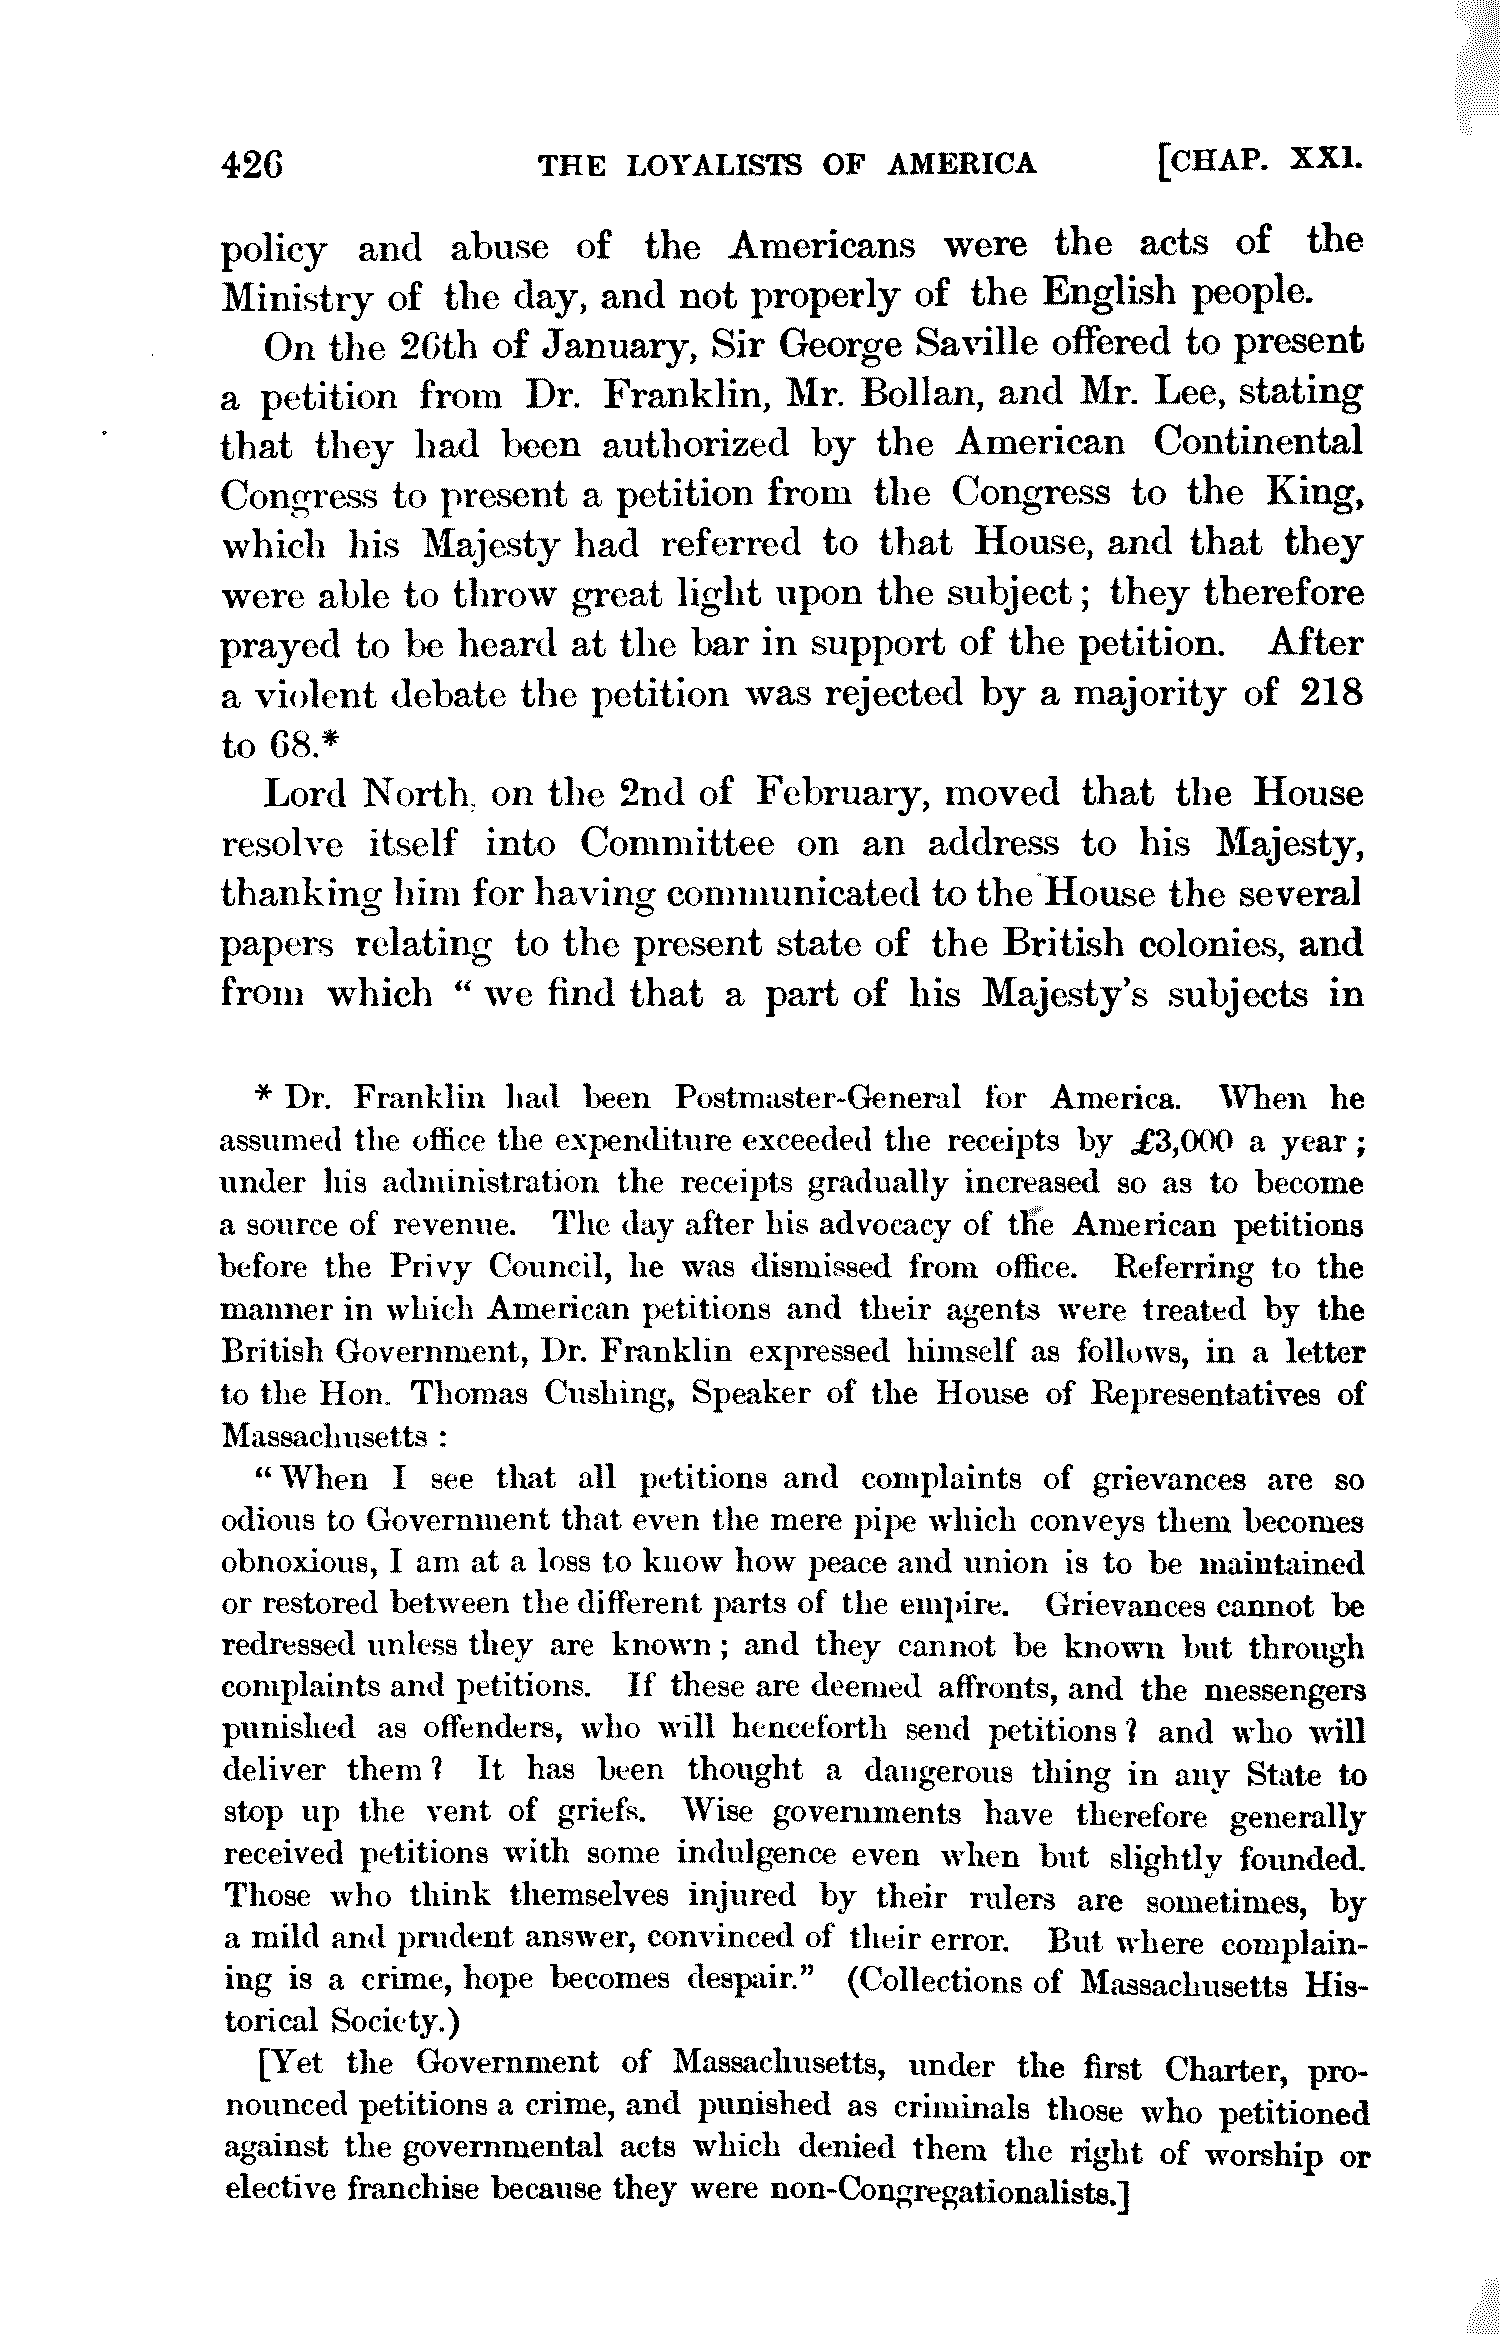 426 THE LOYALISTS OF AMERICA [CHAP. XXI.
policy and abuse of the Americans were the acts of the
Ministry of the day, and not properly of the English people.
On the 26th of January, Sir George Saville offered to present
a petition from Dr. Franklin, Mr. Bollan, and Mr. Lee, stating
that they had been authorized by the American Continental
Congress to present a petition from the Congress to the King,
which his Majesty had referred to that House, and that they
were able to throw great light upon the subject; they therefore
prayed to be heard at the bar in support of the petition. After
a violent debate the petition was rejected by a majority of 218
to 68.*
Lord North, on the 2nd of February, moved that the House
resolve itself into Committee on an address to his Majesty,
thanking him for having communicated to the House the several
papers relating to the present state of the British colonies, and
from which “ we find that a part of his Majesty's subjects in
* Dr. Franklin had been Postmaster-General for America. When he
assumed the office the expenditure exceeded the receipts by £3,000 a year;
under his administration the receipts gradually increased so as to become
a source of revenue. The day after his advocacy of the American petitions
before the Privy Council, he was dismissed from office. Referring to the
manner in which American petitions and their agents were treated by the
British Government, Dr. Franklin expressed himself as follows, in a letter
to the Hon. Thomas Cushing, Speaker of the House of Representatives of
Massachusetts :
“ When I see that all petitions and complaints of grievances are so
odious to Government that even the mere pipe which conveys them becomes
obnoxious, I am at a loss to know how peace and union is to be maintained
or restored between the different parts of the empire. Grievances cannot be
redressed unless they are known; and they cannot be known but through
complaints and petitions. If these are deemed affronts, and the messengers
punished as offenders, who will henceforth send petitions? and who will
deliver them? It has been thought a dangerous thing in any State to
stop up the vent of griefs. Wise governments have therefore generally
received petitions with some indulgence even when but slightly founded.
Those who think themselves injured by their rulers are sometimes, by
a mild and prudent answer, convinced of their error. But where complain-
ing is a crime, hope becomes despair.” (Collections of Massachusetts His-
torical Society.)
[Yet the Government of Massachusetts, under the first Charter, pro-
nounced petitions a crime, and punished as criminals those who petitioned
against the governmental acts which denied them the right of worship or
elective franchise because they were non-Congregationalists.]